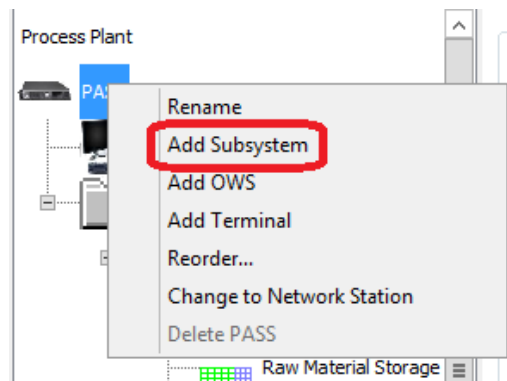 Process Plant
PAS
Rename
Add Subsystem
Add OWS
Add Terminal
Reorder...
Change to Network Station
Delete PASS
Raw Material Storage